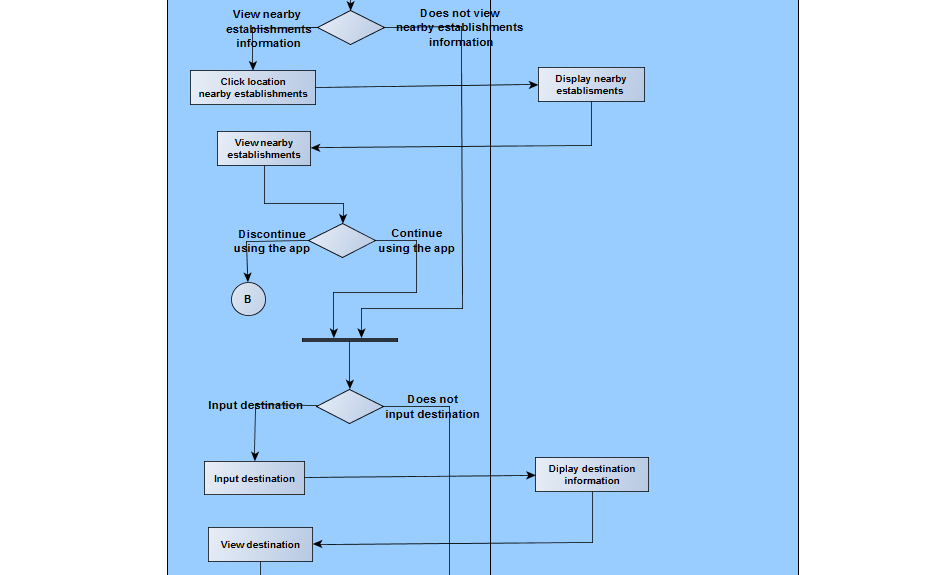 View nearby
establishments
information
Does not view
nearby establishments
information
Click location
nearby establishments
Display nearby
establisments
View nearby
establishments
Discontinue
using the app
Continue
using the app
B
Input destination
Does not
input destination
Input destination
Diplay destination
information
View destination